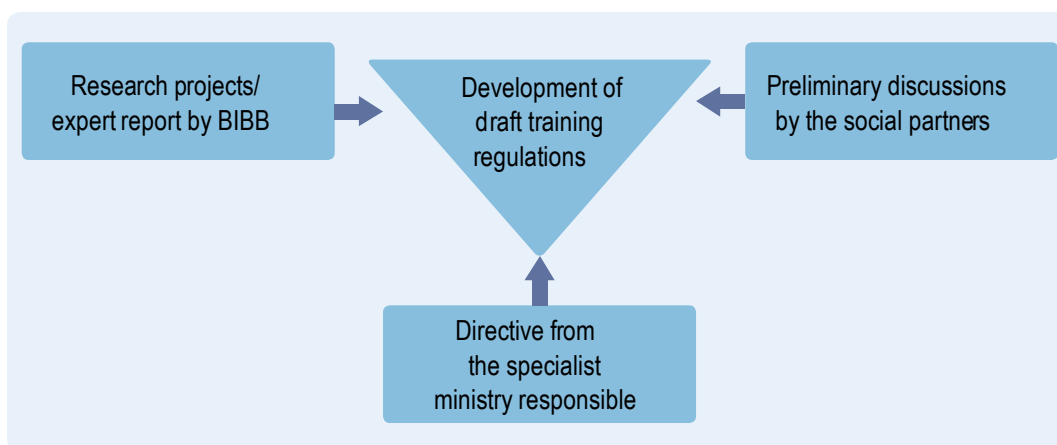 Research projects/
expert report by BIBB
Development of
draft training
regulations
Preliminary discussions
by the social partners
Directive from
the specialist
ministry responsible